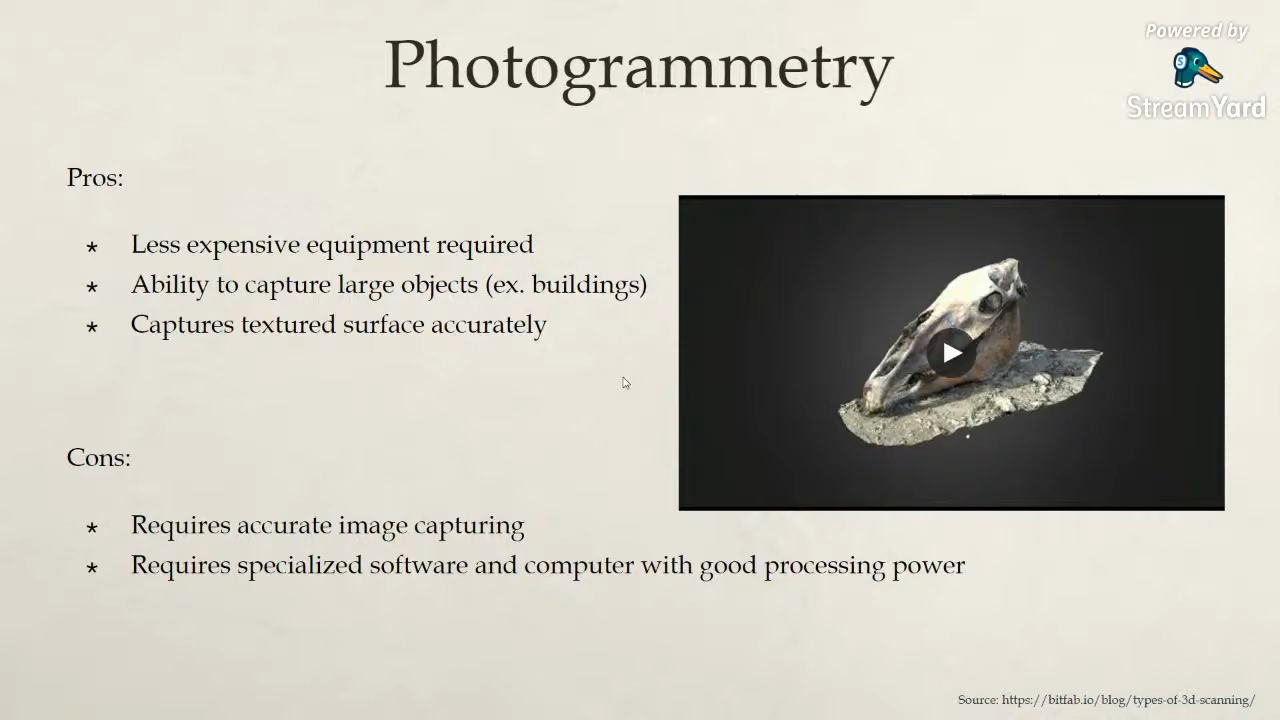 Photogrammetry
Powered by
StreamYard
Pros:
* Less expensive equipment required
* Ability to capture large objects (ex. buildings)
* Captures textured surface accurately
Cons:
* Requires accurate image capturing
* Requires specialized software and computer with good processing power
Source: https://bitfab.io/blog/types-of-3d-scanning/